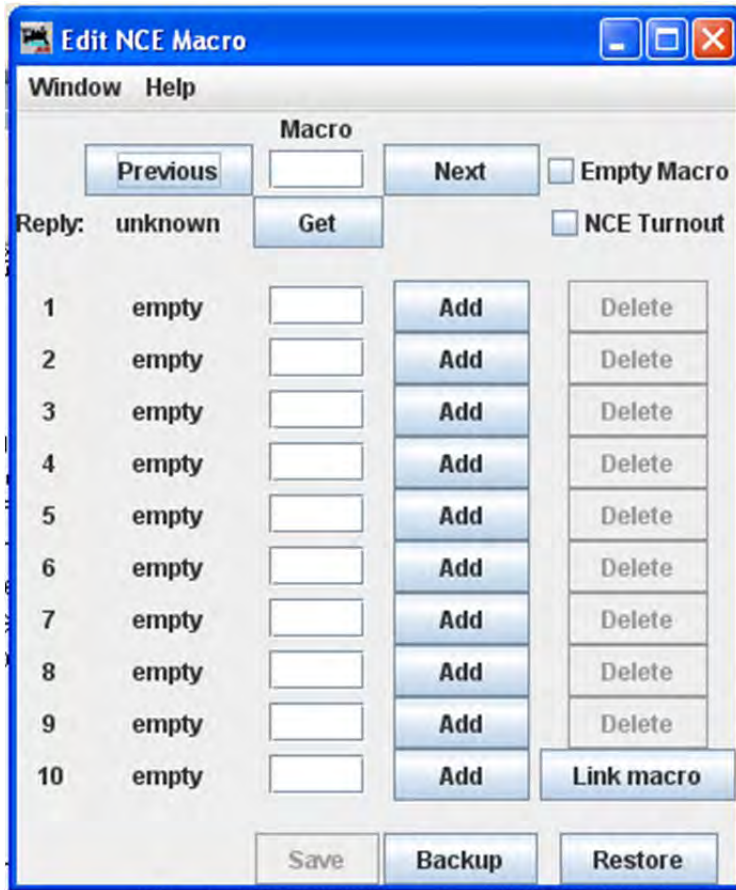 Edit NCE Macro
Window Help
Macro
Previous Next Empty Macro
Reply: unknown Get NCE Turnout
1 empty Add Delete
2 empty Add Delete
3 empty Add Delete
4 empty Add Delete
5 empty Add Delete
6 empty Add Delete
7 empty Add Delete
8 empty Add Delete
9 empty Add Delete
10 empty Add Link macro
Save Backup Restore